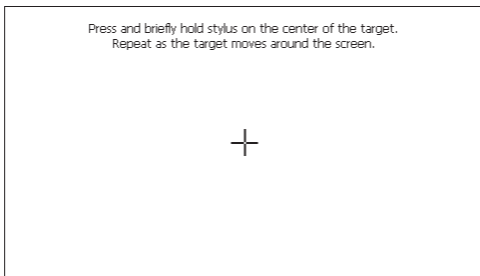 Press and briefly hold stylus on the center of the target.
Repeat as the target moves around the screen.